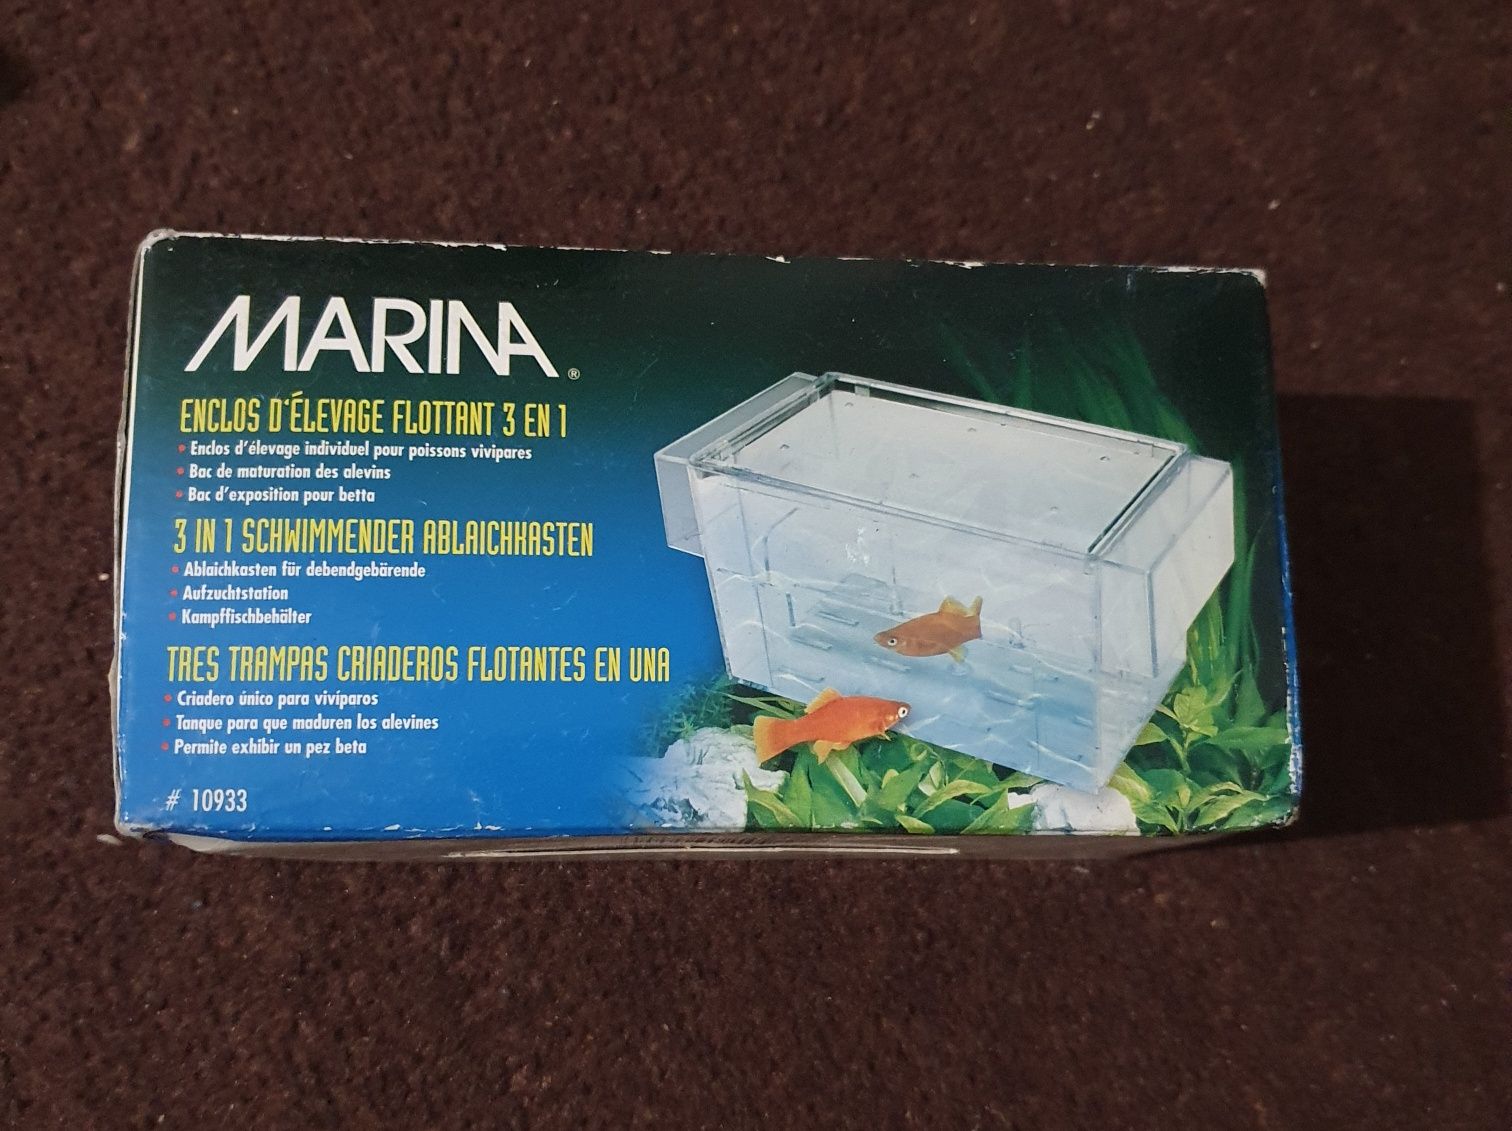 MARINA®
ENCLOS D'ÉLEVAGE FLOTTANT 3 EN 1
• Enclos d'élevage individuel pour poissons vivipares
• Bac de maturation des alevins
• Bac d'exposition pour betta
3 IN 1 SCHWIMMENDER ABLAICHKASTEN
• Ablaichkasten für debendgebärende
• Aufzuchtstation
• Kampffischbehälter
TRES TRAMPAS CRIADEROS FLOTANTES EN UNA
• Criadero único para vivíparos
• Tanque para que maduren los alevines
• Permite exhibir un pez beta
# 10933